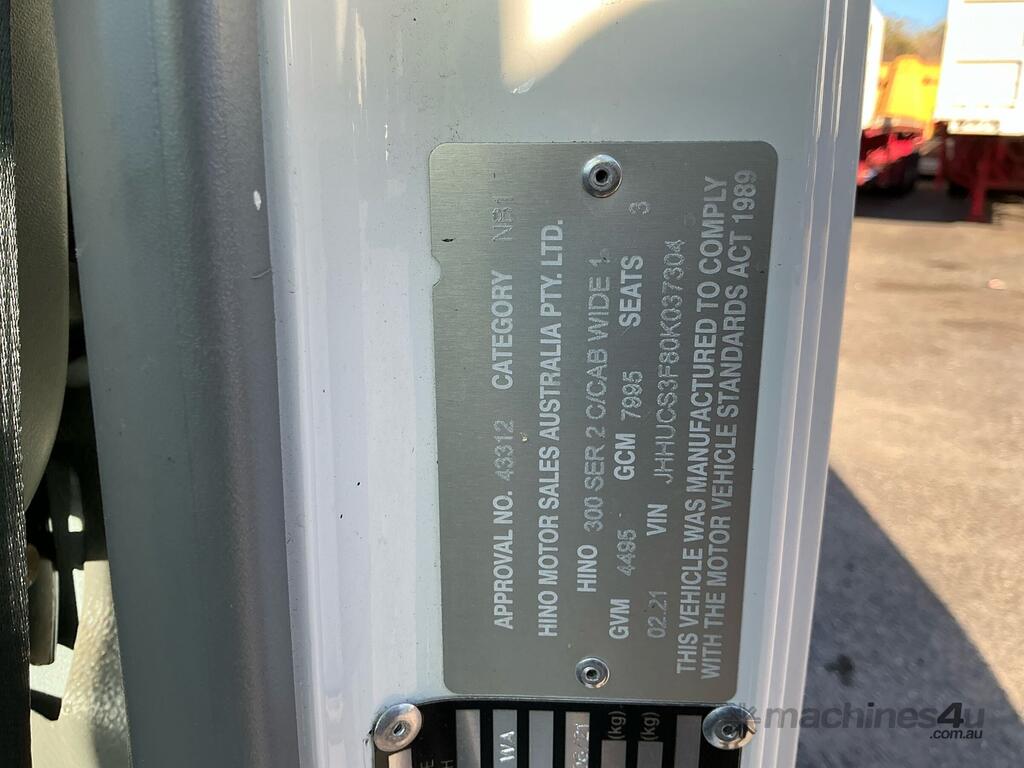 APPROVAL NO. 43312 CATEGORY NB1
HINO MOTOR SALES AUSTRALIA PTY. LTD.
HINO 300 SER 2 C/CAB WIDE 1.
GVM 4495 GCM 7995 SEATS 3
02.21 VIN JHHUCS3F80K037304
THIS VEHICLE WAS MANUFACTURED TO COMPLY
WITH THE MOTOR VEHICLE STANDARDS ACT 1989
(kg).
(kg)
machines4u
.com.au